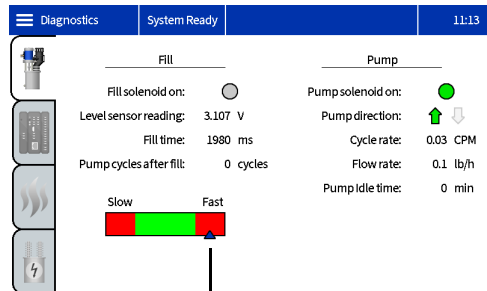 Diagnostics System Ready 11:13
Fill
Fill solenoid on:
Level sensor reading: 3.107 V
Fill time: 1980 ms
Pump cycles after fill: 0 cycles
Slow Fast
Pump
Pump solenoid on:
Pump direction:
Cycle rate: 0.03 CPM
Flow rate: 0.1 lb/h
Pump Idle time: 0 min